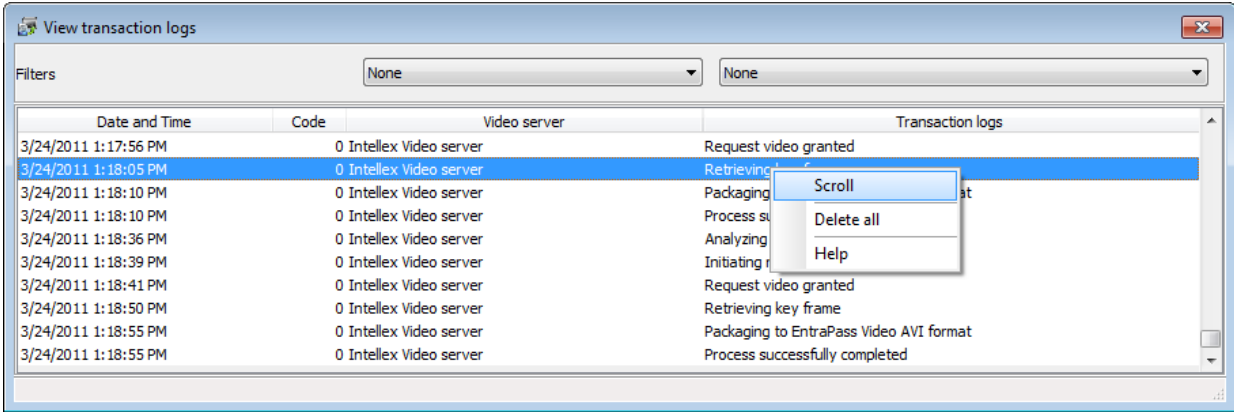 View transaction logs
Filters None None
Date and Time Code Video server Transaction logs
3/24/2011 1:17:56 PM 0 Intellex Video server Request video granted
3/24/2011 1:18:05 PM 0 Intellex Video server Retrieving
Scroll
3/24/2011 1:18:10 PM 0 Intellex Video server Packaging
3/24/2011 1:18:10 PM 0 Intellex Video server Process
Delete all
3/24/2011 1:18:36 PM 0 Intellex Video server Analyzing
Help
3/24/2011 1:18:39 PM 0 Intellex Video server Initiating
3/24/2011 1:18:41 PM 0 Intellex Video server Request video granted
3/24/2011 1:18:50 PM 0 Intellex Video server Retrieving key frame
3/24/2011 1:18:55 PM 0 Intellex Video server Packaging to EntraPass Video AVI format
3/24/2011 1:18:55 PM 0 Intellex Video server Process successfully completed